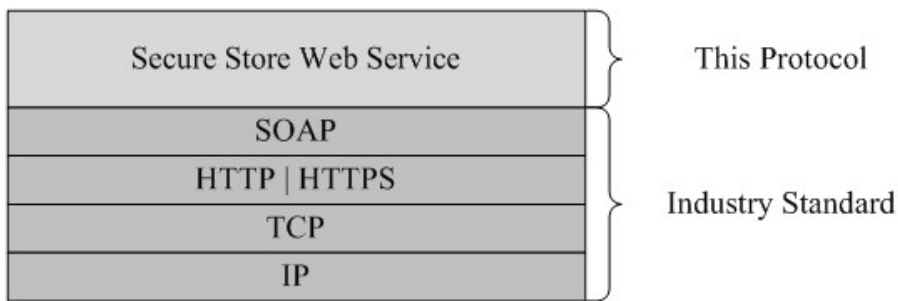 Secure Store Web Service
This Protocol
SOAP
HTTP | HTTPS
TCP
IP
Industry Standard